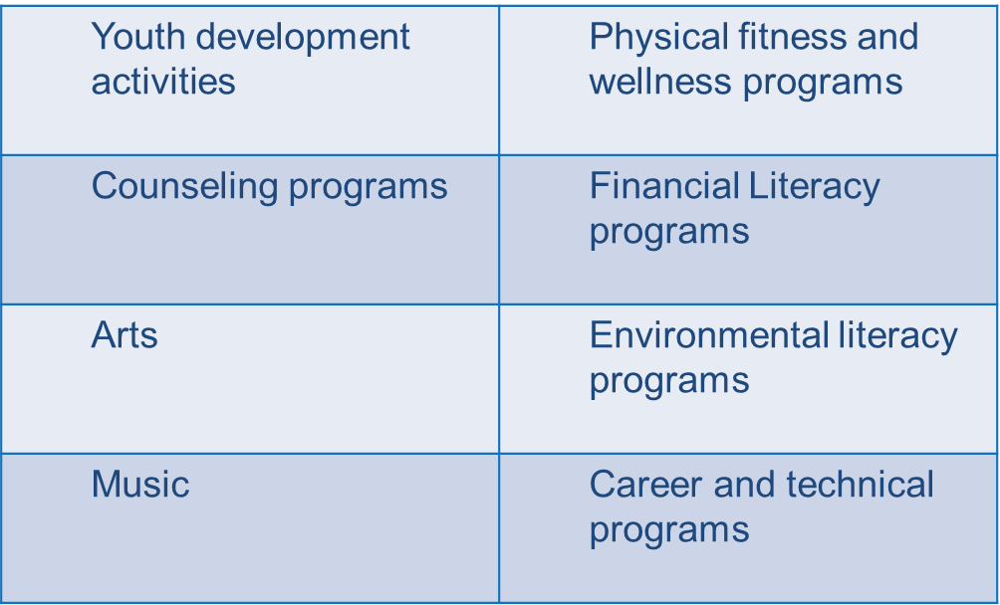 Youth development
activities
Physical fitness and
wellness programs
Counseling programs
Financial Literacy
programs
Arts
Environmental literacy
programs
Music
Career and technical
programs